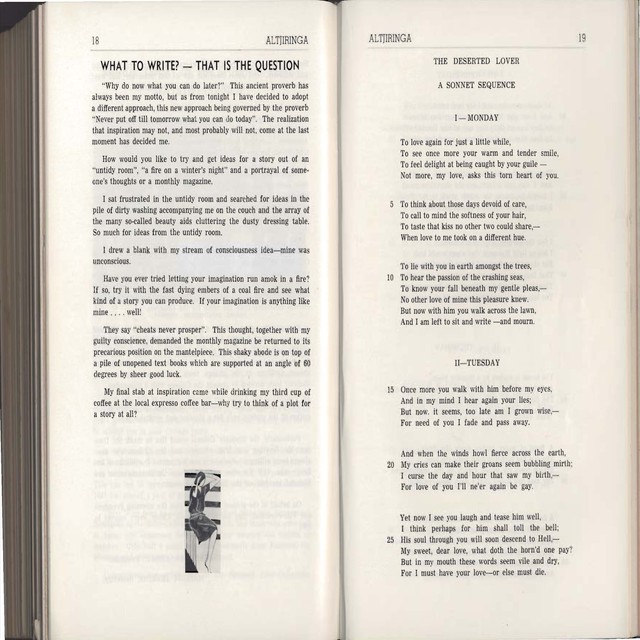 18 ALTJIRINGA
WHAT TO WRITE? — THAT IS THE QUESTION
"Why do now what you can do later?" This ancient proverb has
always been my motto, but as from tonight I have decided to adopt
a different approach, this new approach being governed by the proverb
"Never put off till tomorrow what you can do today". The realization
that inspiration may not, and most probably will not, come at the last
moment has decided me.
How would you like to try and get ideas for a story out of an
"untidy room", "a fire on a winter's night" and a portrayal of some-
one's thoughts or a monthly magazine.
I sat frustrated in the untidy room and searched for ideas in the
pile of dirty washing accompanying me on the couch and the array of
the many so-called beauty aids cluttering the dusty dressing table.
So much for ideas from the untidy room.
I drew a blank with my stream of consciousness idea—mine was
unconscious.
Have you ever tried letting your imagination run amok in a fire?
If so, try it with the fast dying embers of a coal fire and see what
kind of a story you can produce. If your imagination is anything like
mine . . . . well!
They say "cheats never prosper". This thought, together with my
guilty conscience, demanded the monthly magazine be returned to its
precarious position on the mantelpiece. This shaky abode is on top of
a pile of unopened text books which are supported at an angle of 60
degrees by sheer good luck.
My final stab at inspiration came while drinking my third cup of
coffee at the local expresso coffee bar—why try to think of a plot for
a story at all?
ALTJIRINGA 19
THE DESERTED LOVER
A SONNET SEQUENCE
I—MONDAY
To love again for just a little while,
To see once more your warm and tender smile,
To feel delight at being caught by your guile —
Not more, my love, asks this torn heart of you.
5 To think about those days devoid of care,
To call to mind the softness of your hair,
To taste that kiss no other two could share,—
When love to me took on a different hue.
To lie with you in earth amongst the trees,
10 To hear the passion of the crashing seas,
To know your fall beneath my gentle pleas,—
No other love of mine this pleasure knew.
But now with him you walk across the lawn,
And I am left to sit and write —and mourn.
II—TUESDAY
15 Once more you walk with him before my eyes,
And in my mind I hear again your lies;
But now. it seems, too late am I grown wise,—
For need of you I fade and pass away.
And when the winds howl fierce across the earth,
20 My cries can make their groans seem bubbling mirth;
I curse the day and hour that saw my birth,—
For love of you I'll ne'er again be gay.
Yet now I see you laugh and tease him well,
I think perhaps for him shall toll the bell;
25 His soul through you will soon descend to Hell,—
My sweet, dear love, what doth the horn'd one pay?
But in my mouth these words seem vile and dry,
For I must have your love—or else must die.